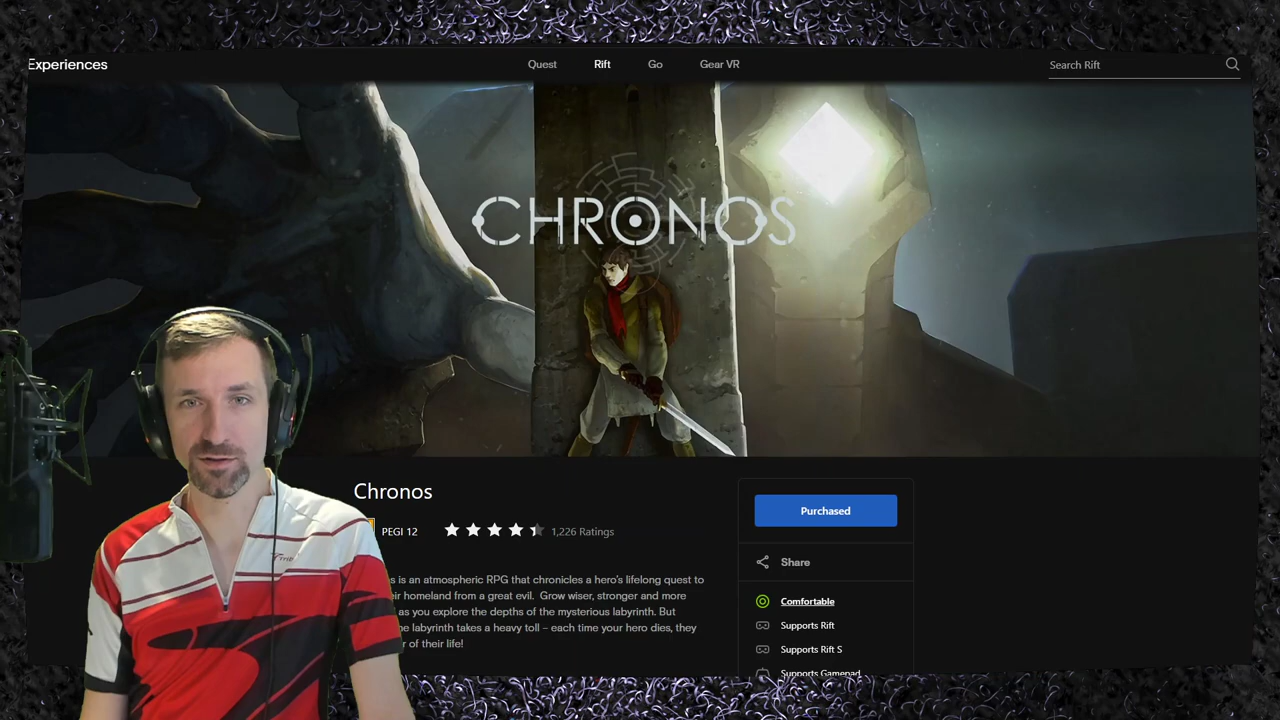 Experiences
Quest
Rift
Go
Gear VR
Search Rift
CHRONOS
Chronos
PEGI 12
1,226 Ratings
Purchased
Share
is an atmospheric RPG that chronicles a hero's lifelong quest to
homeland from a great evil. Grow wiser, stronger and more
as you explore the depths of the mysterious labyrinth. But
labyrinth takes a heavy toll – each time your hero dies, they
of their life!
Comfortable
Supports Rift
Supports Rift S
Supports Gamepad